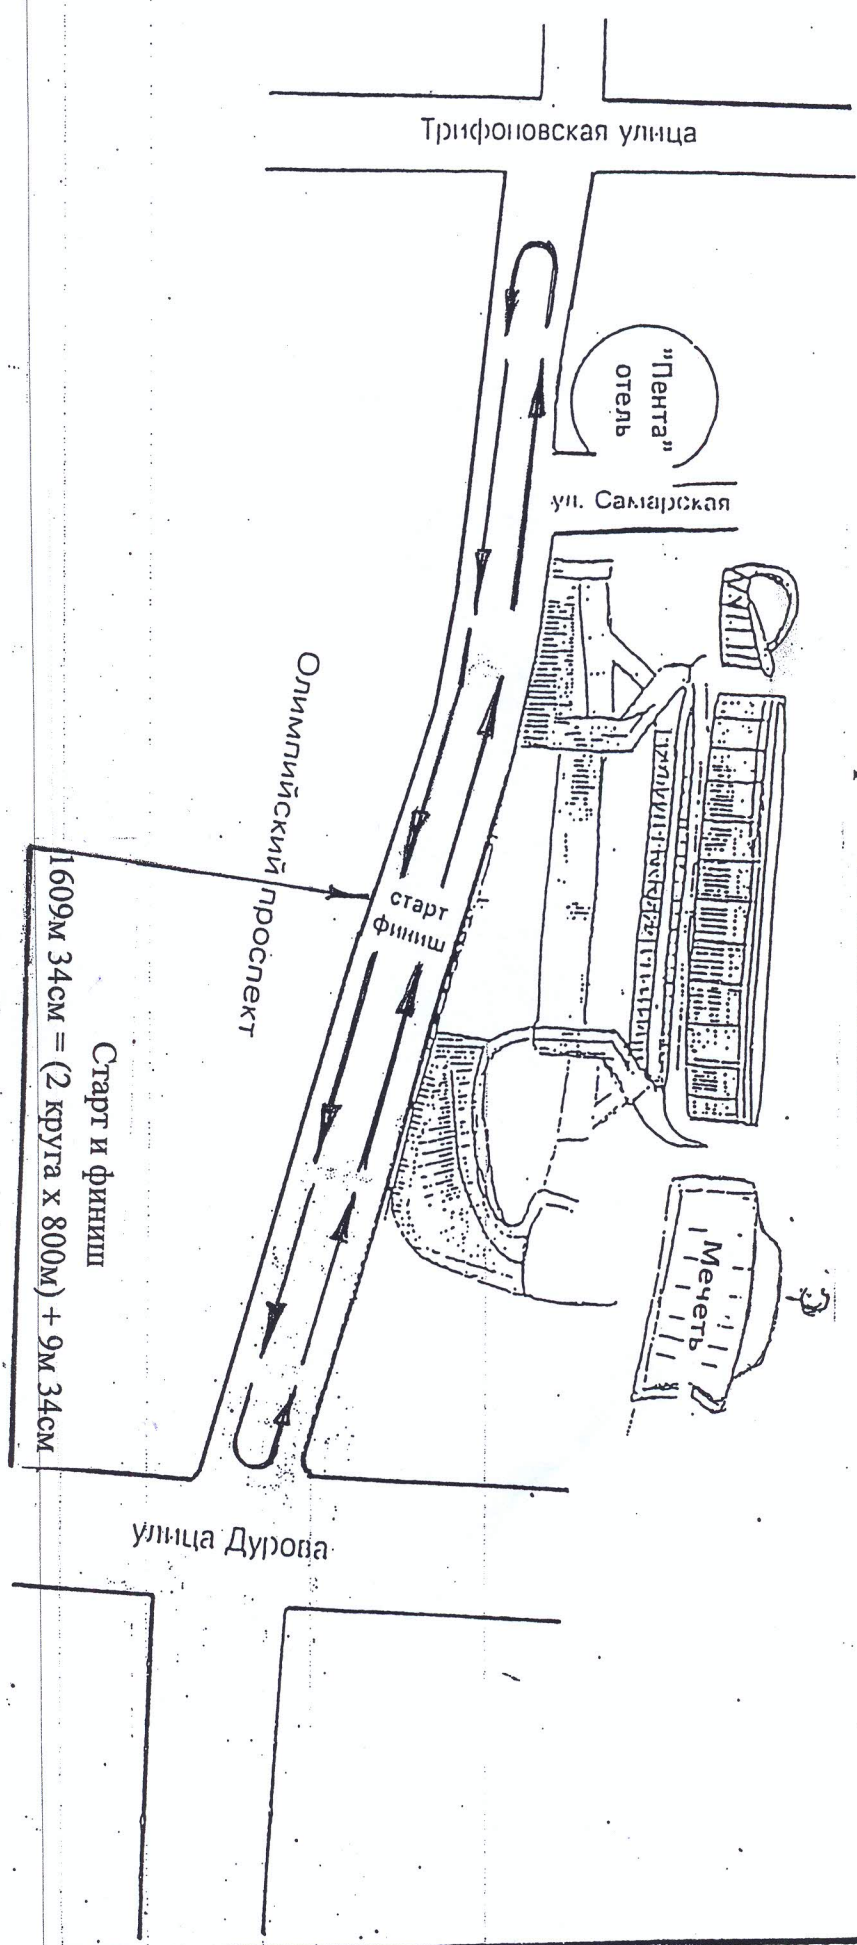 Трифоновская улица
"Пента"
отель
ул. Самарская
Олимпийский проспект
старт
финиш
Мечеть
Старт и финиш
1609м 34см = (2 круга х 800м) + 9м 34см
улица Дурова